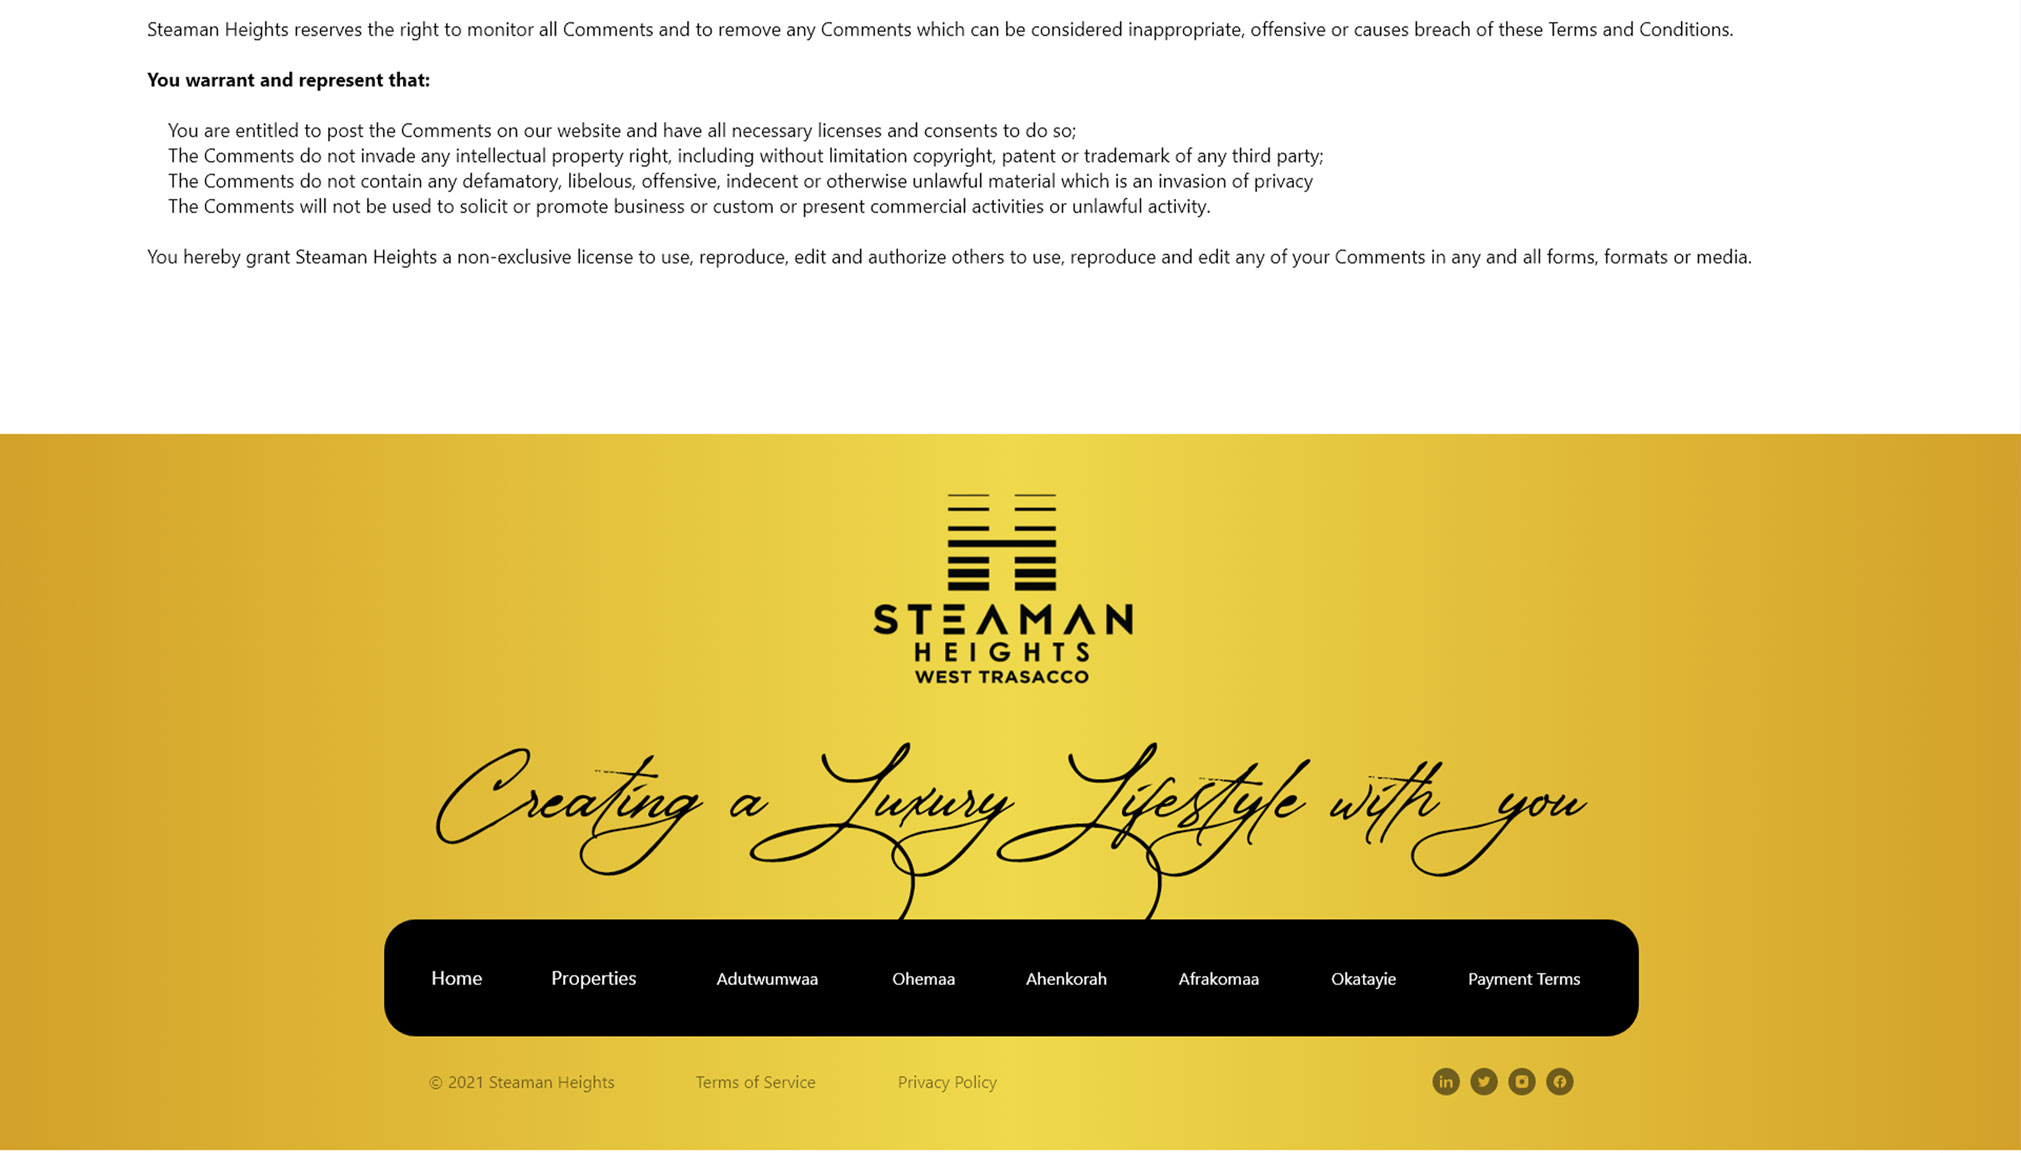 Steaman Heights reserves the right to monitor all Comments and to remove any Comments which can be considered inappropriate, offensive or causes breach of these Terms and Conditions.
You warrant and represent that:
You are entitled to post the Comments on our website and have all necessary licenses and consents to do so;
The Comments do not invade any intellectual property right, including without limitation copyright, patent or trademark of any third party;
The Comments do not contain any defamatory, libelous, offensive, indecent or otherwise unlawful material which is an invasion of privacy
The Comments will not be used to solicit or promote business or custom or present commercial activities or unlawful activity.
You hereby grant Steaman Heights a non-exclusive license to use, reproduce, edit and authorize others to use, reproduce and edit any of your Comments in any and all forms, formats or media.
STEAMAN
HEIGHTS
WEST TRASACCO
Creating a Luxury Lifestyle with you
Home Properties Adutwumwaa Ohemaa Ahenkorah Afrakomaa Okatayie Payment Terms
© 2021 Steaman Heights Terms of Service Privacy Policy